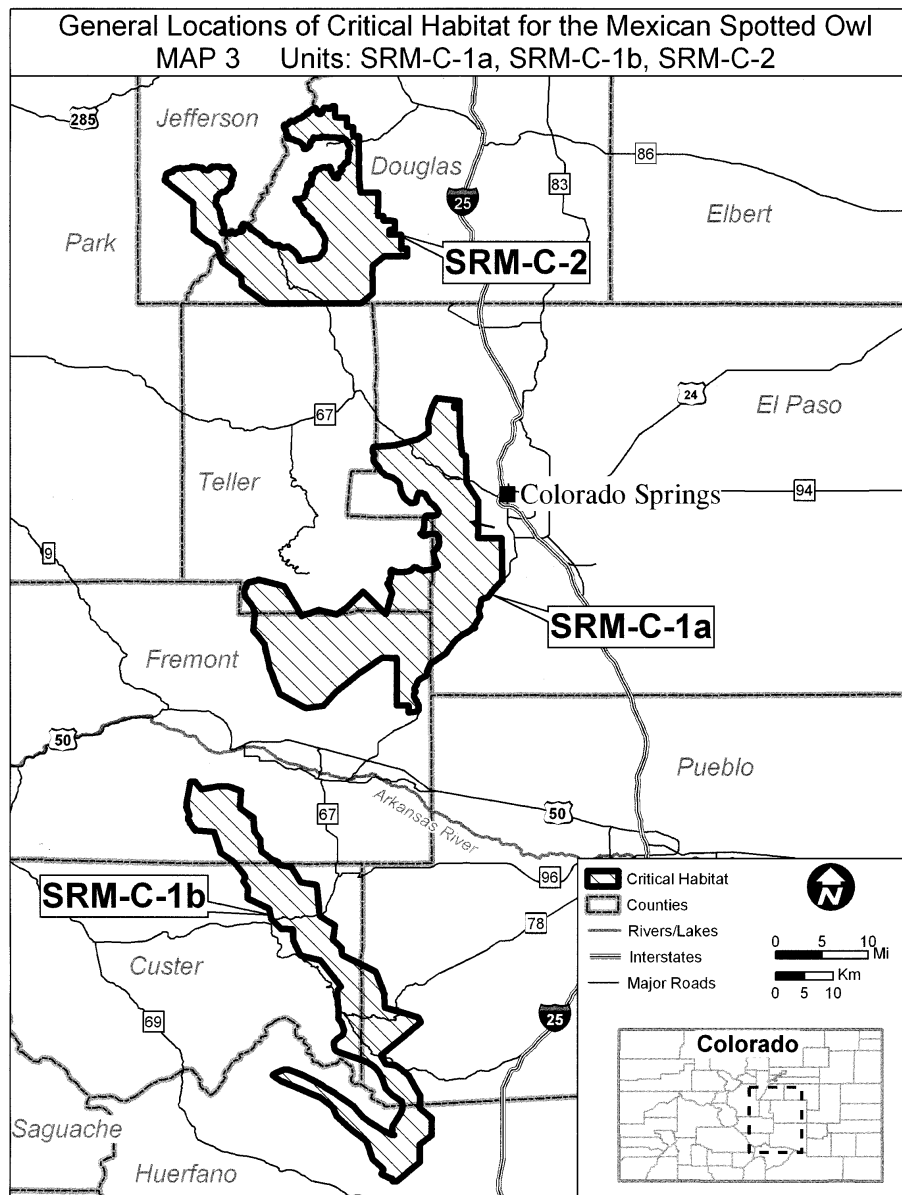 General Locations of Critical Habitat for the Mexican Spotted Owl
MAP 3 Units: SRM-C-1a, SRM-C-1b, SRM-C-2
285
Jefferson
Douglas
86
83
25
Elbert
Park
SRM-C-2
67
24
El Paso
Teller
Colorado Springs
94
9
SRM-C-1a
Fremont
50
Pueblo
Arkansas River
67
50
96
SRM-C-1b
78
Custer
69
25
Saguache
Huerfano
Critical Habitat
Counties
Rivers/Lakes
Interstates
Major Roads
N
0 5 10
Mi
Km
0 5 10
Colorado